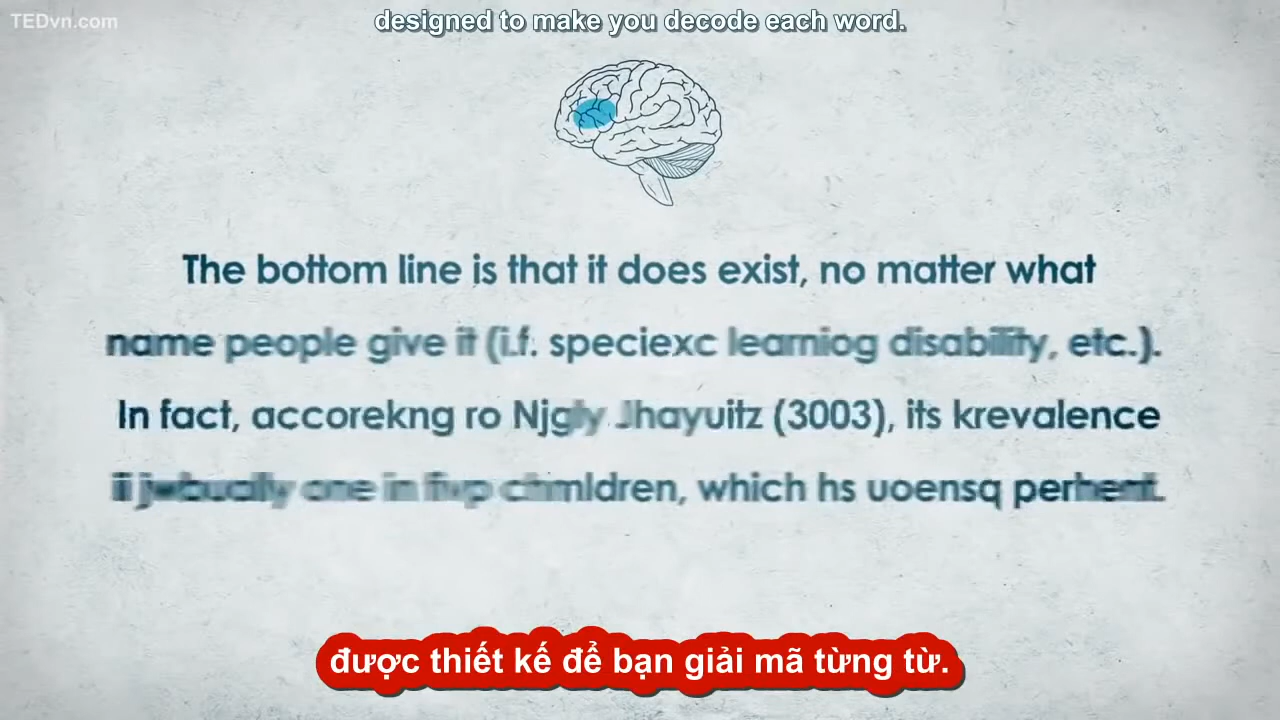 TEDvn.com
designed to make you decode each word.
The bottom line is that it does exist, no matter what
name people give it (i.f. speciexc learniog disability, etc.).
In fact, accorekng ro Njgly Jhayuitz (3003), its krevalence
one in fivp children, which hs uoensq
được thiết kế để bạn giải mã từng từ.